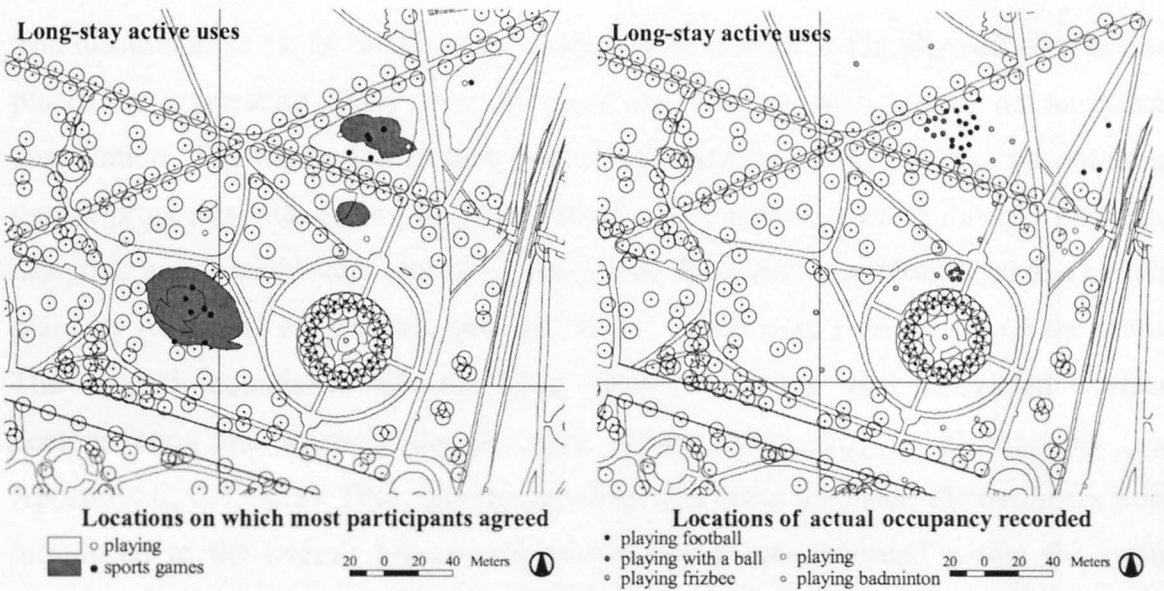 Long-stay active uses
Long-stay active uses
Locations on which most participants agreed
playing
sports games
20 0 20 40 Meters
Locations of actual occupancy recorded
playing football
playing with a ball
playing
playing frizbee
playing badminton
20 0 20 40 Meters